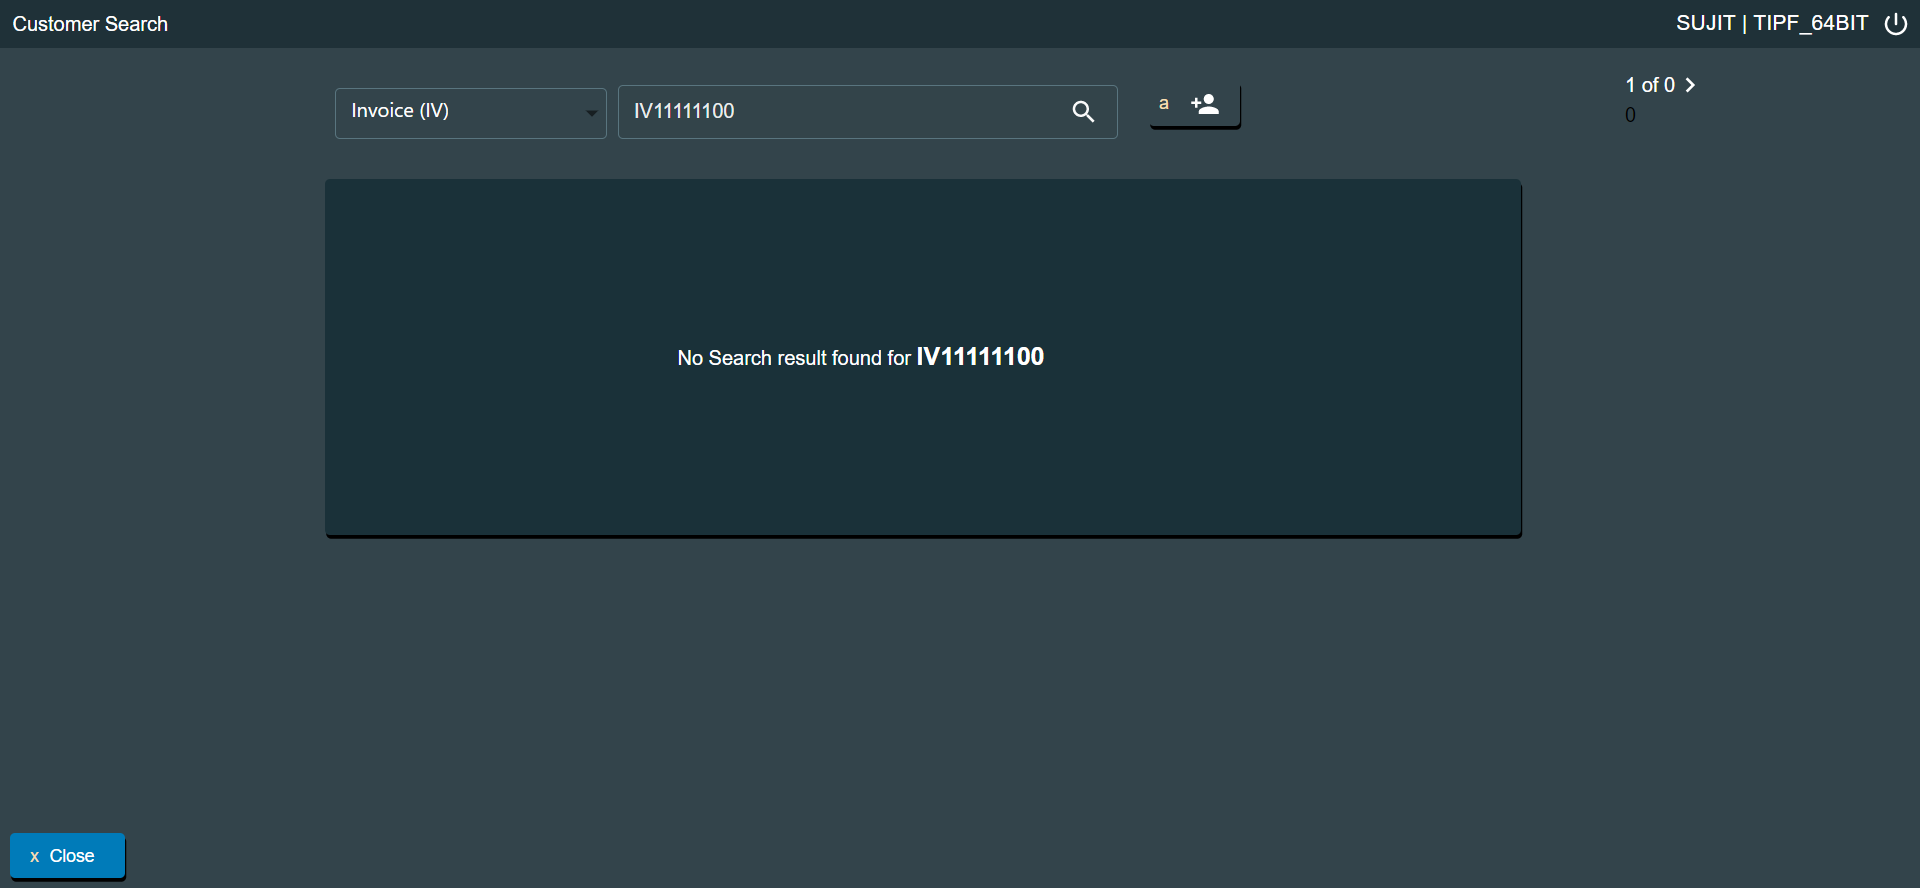 Customer Search
SUJIT | TIPF_64BIT
Invoice (IV)
IV11111100
a
1 of 0
0
No Search result found for IV11111100
x Close